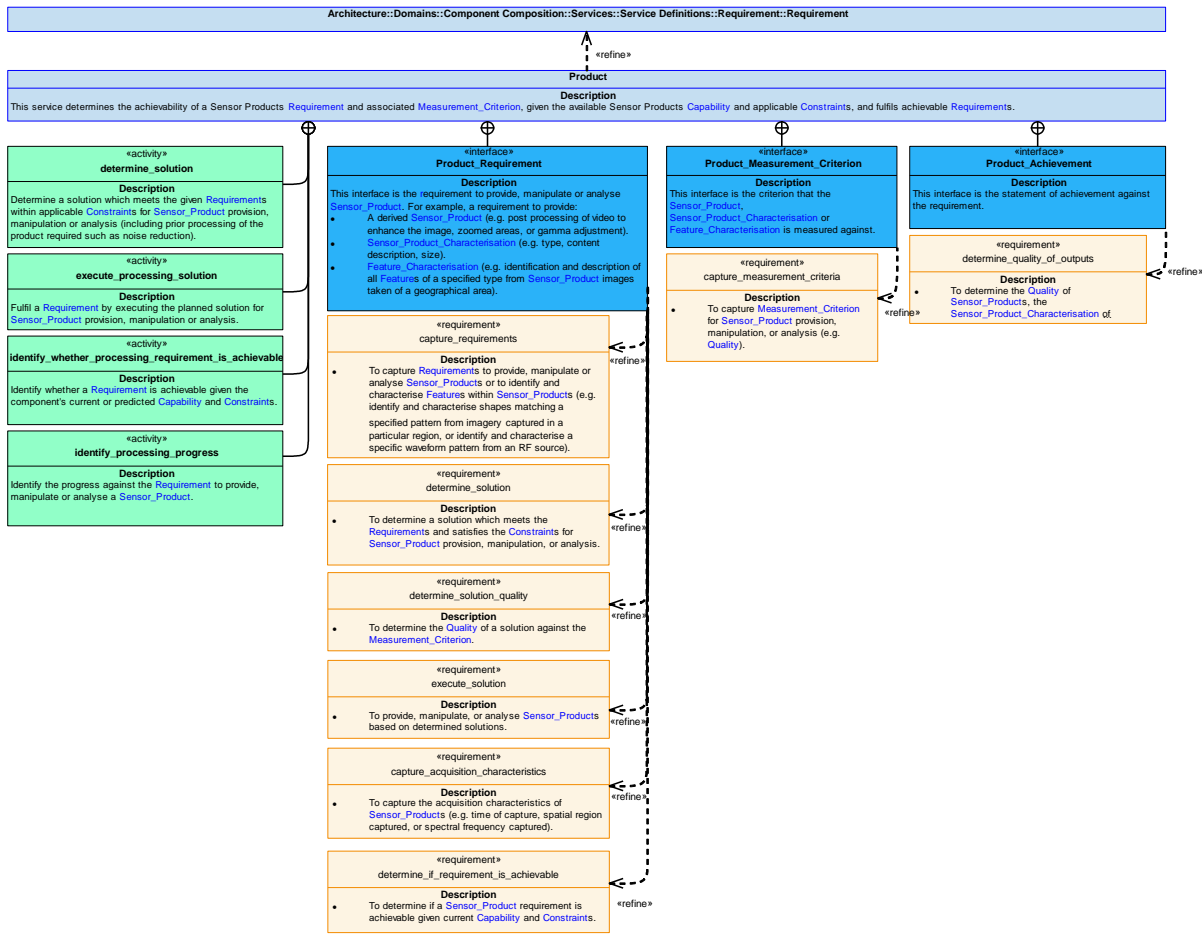 Architecture::Domains::Component Composition::Services::Service Definitions::Requirement::Requirement
«refine»
Product
Description
This service determines the achievability of a Sensor Products Requirement and associated Measurement_Criterion, given the available Sensor Products Capability and applicable Constraints, and fulfils achievable Requirements.
«activity»
determine_solution
Description
Determine a solution which meets the given Requirements
within applicable Constraints for Sensor_Product provision,
manipulation or analysis (including prior processing of the
product required such as noise reduction).
«activity»
execute_processing_solution
Description
Fulfil a Requirement by executing the planned solution for
Sensor_Product provision, manipulation or analysis.
«activity»
identify_whether_processing_requirement_is_achievable
Description
Identify whether a Requirement is achievable given the
component's current or predicted Capability and Constraints.
«activity»
identify_processing_progress
Description
Identify the progress against the Requirement to provide,
manipulate or analyse a Sensor_Product.
«interface»
Product_Requirement
Description
This interface is the requirement to provide, manipulate or analyse
Sensor_Product. For example, a requirement to provide:
• A derived Sensor_Product (e.g. post processing of video to
enhance the image, zoomed areas, or gamma adjustment).
• Sensor_Product_Characterisation (e.g. type, content
description, size).
• Feature_Characterisation (e.g. identification and description of
all Features of a specified type from Sensor_Product images
taken of a geographical area).
«requirement»
capture_requirements
Description
• To capture Requirements to provide, manipulate or
analyse Sensor_Products or to identify and
characterise Features within Sensor_Products (e.g.
identify and characterise shapes matching a
specified pattern from imagery captured in a
particular region, or identify and characterise a
specific waveform pattern from an RF source).
«refine»
«requirement»
determine_solution
Description
• To determine a solution which meets the
Requirements and satisfies the Constraints for
Sensor_Product provision, manipulation, or analysis.
«refine»
«requirement»
determine_solution_quality
Description
• To determine the Quality of a solution against the
Measurement_Criterion.
«refine»
«requirement»
execute_solution
Description
• To provide, manipulate, or analyse Sensor_Products
based on determined solutions.
«refine»
«requirement»
capture_acquisition_characteristics
Description
• To capture the acquisition characteristics of
Sensor_Products (e.g. time of capture, spatial region
captured, or spectral frequency captured).
«refine»
«requirement»
determine_if_requirement_is_achievable
Description
• To determine if a Sensor_Product requirement is
achievable given current Capability and Constraints.
«refine»
«interface»
Product_Measurement_Criterion
Description
This interface is the criterion that the
Sensor_Product,
Sensor_Product_Characterisation or
Feature_Characterisation is measured against.
«requirement»
capture_measurement_criteria
Description
• To capture Measurement_Criterion
for Sensor_Product provision,
manipulation, or analysis (e.g.
Quality).
«refine»
«interface»
Product_Achievement
Description
This interface is the statement of achievement against
the requirement.
«requirement»
determine_quality_of_outputs
Description
• To determine the Quality of
Sensor_Products, the
Sensor_Product_Characterisation of
«refine»